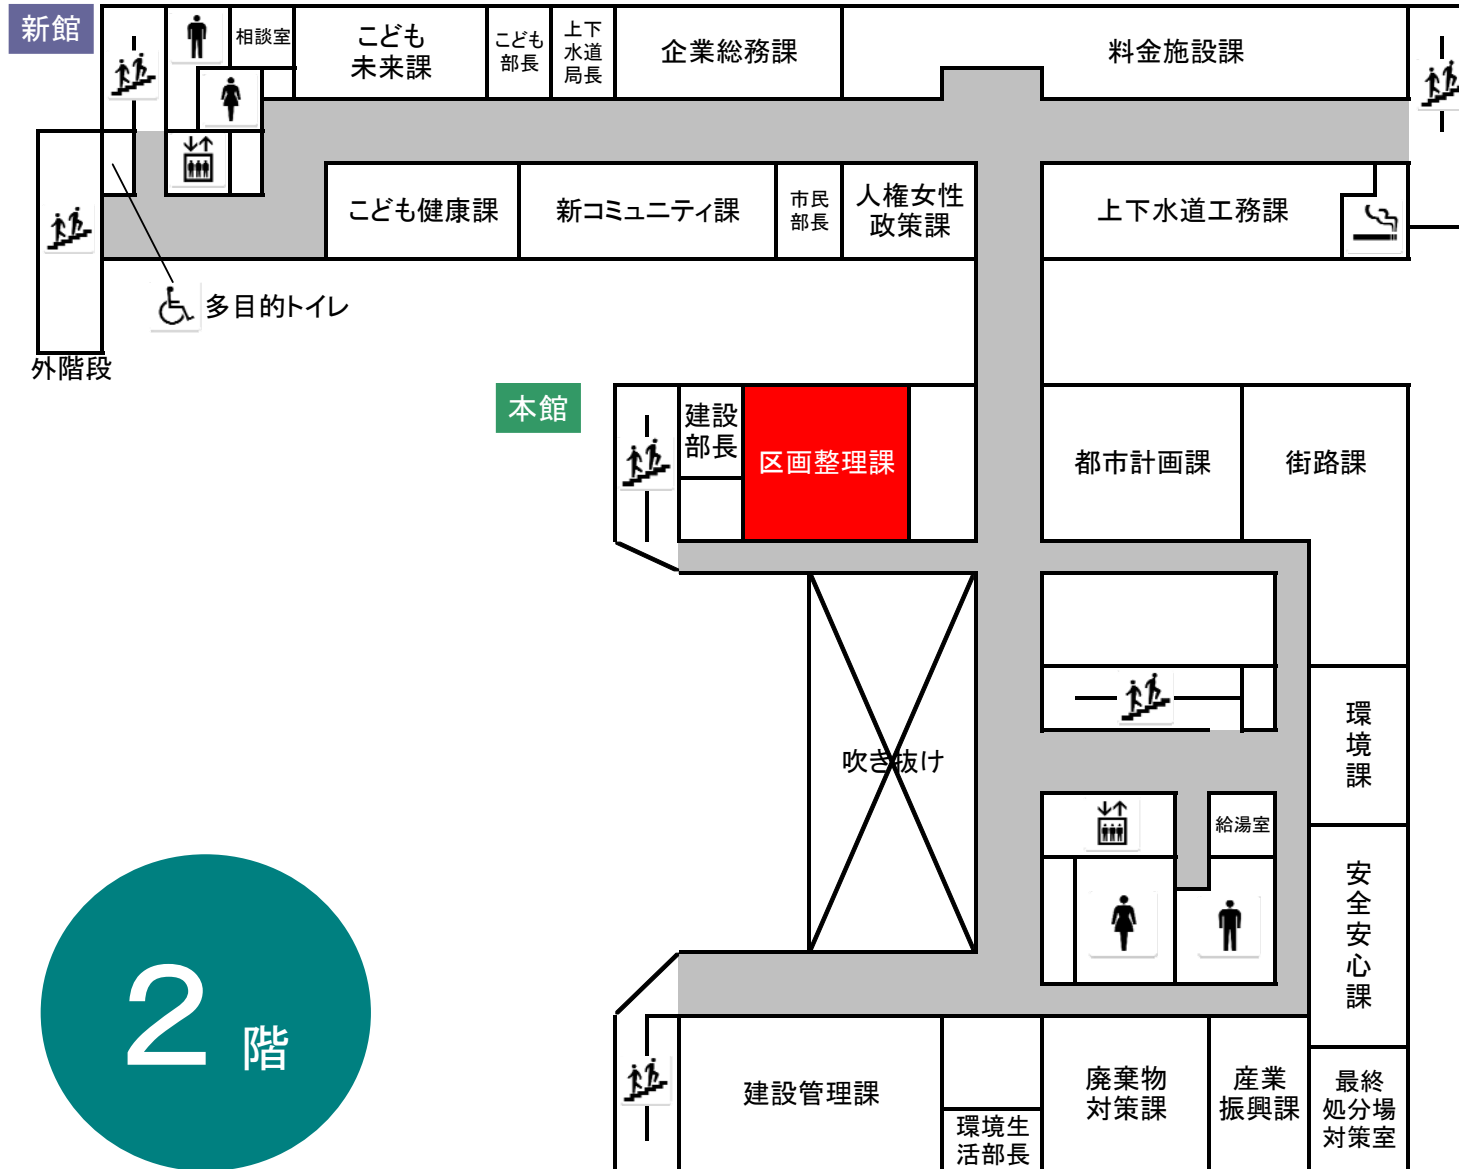 新館
相談室
こども
未来課
こども
部長
上下
水道
局長
企業総務課
料金施設課
こども健康課
新コミュニティ課
市民
部長
人権女性
政策課
上下水道工務課
多目的トイレ
外階段
本館
建設
部長
区画整理課
都市計画課
街路課
環境課
吹き抜け
給湯室
安全安心課
2階
建設管理課
環境生
活部長
廃棄物
対策課
産業
振興課
最終
処分場
対策室